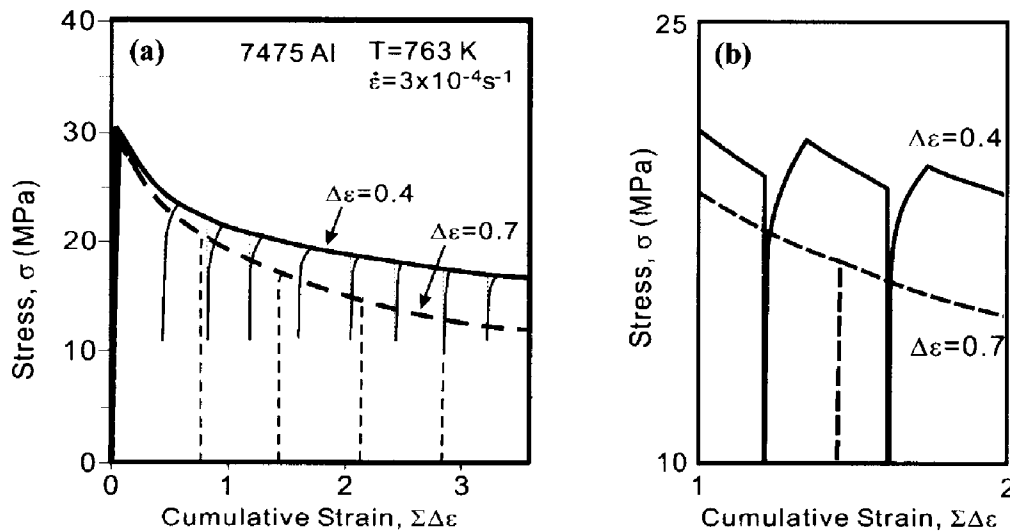 40
(a)
7475 Al T=763 K
ε̇=3x10⁻⁴s⁻¹
30
Δε=0.4
20
Δε=0.7
10
0
0 1 2 3
Stress, σ (MPa)
Cumulative Strain, ΣΔε
25
(b)
Δε=0.4
Δε=0.7
10
1 2
Stress, σ (MPa)
Cumulative Strain, ΣΔε